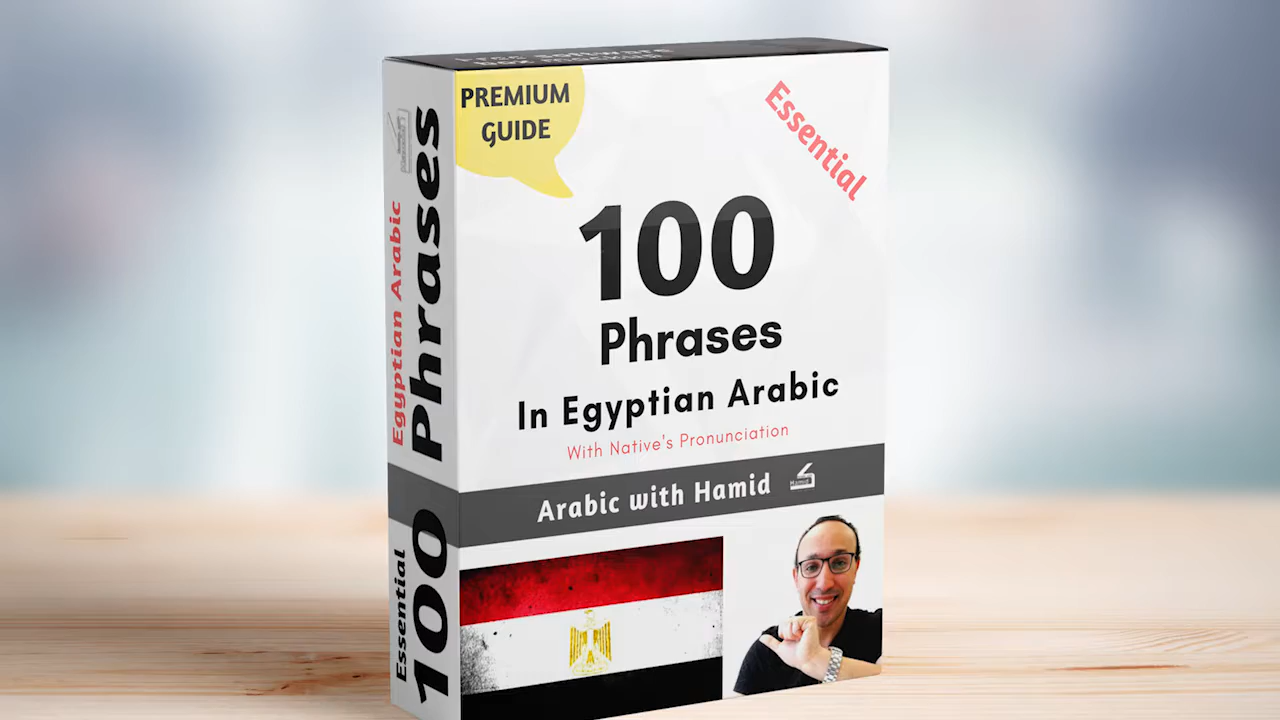 PREMIUM
GUIDE
Essential
100
Phrases
In Egyptian Arabic
With Native's Pronunciation
Arabic with Hamid
Hamid
Egyptian Arabic
Phrases
Essential
100